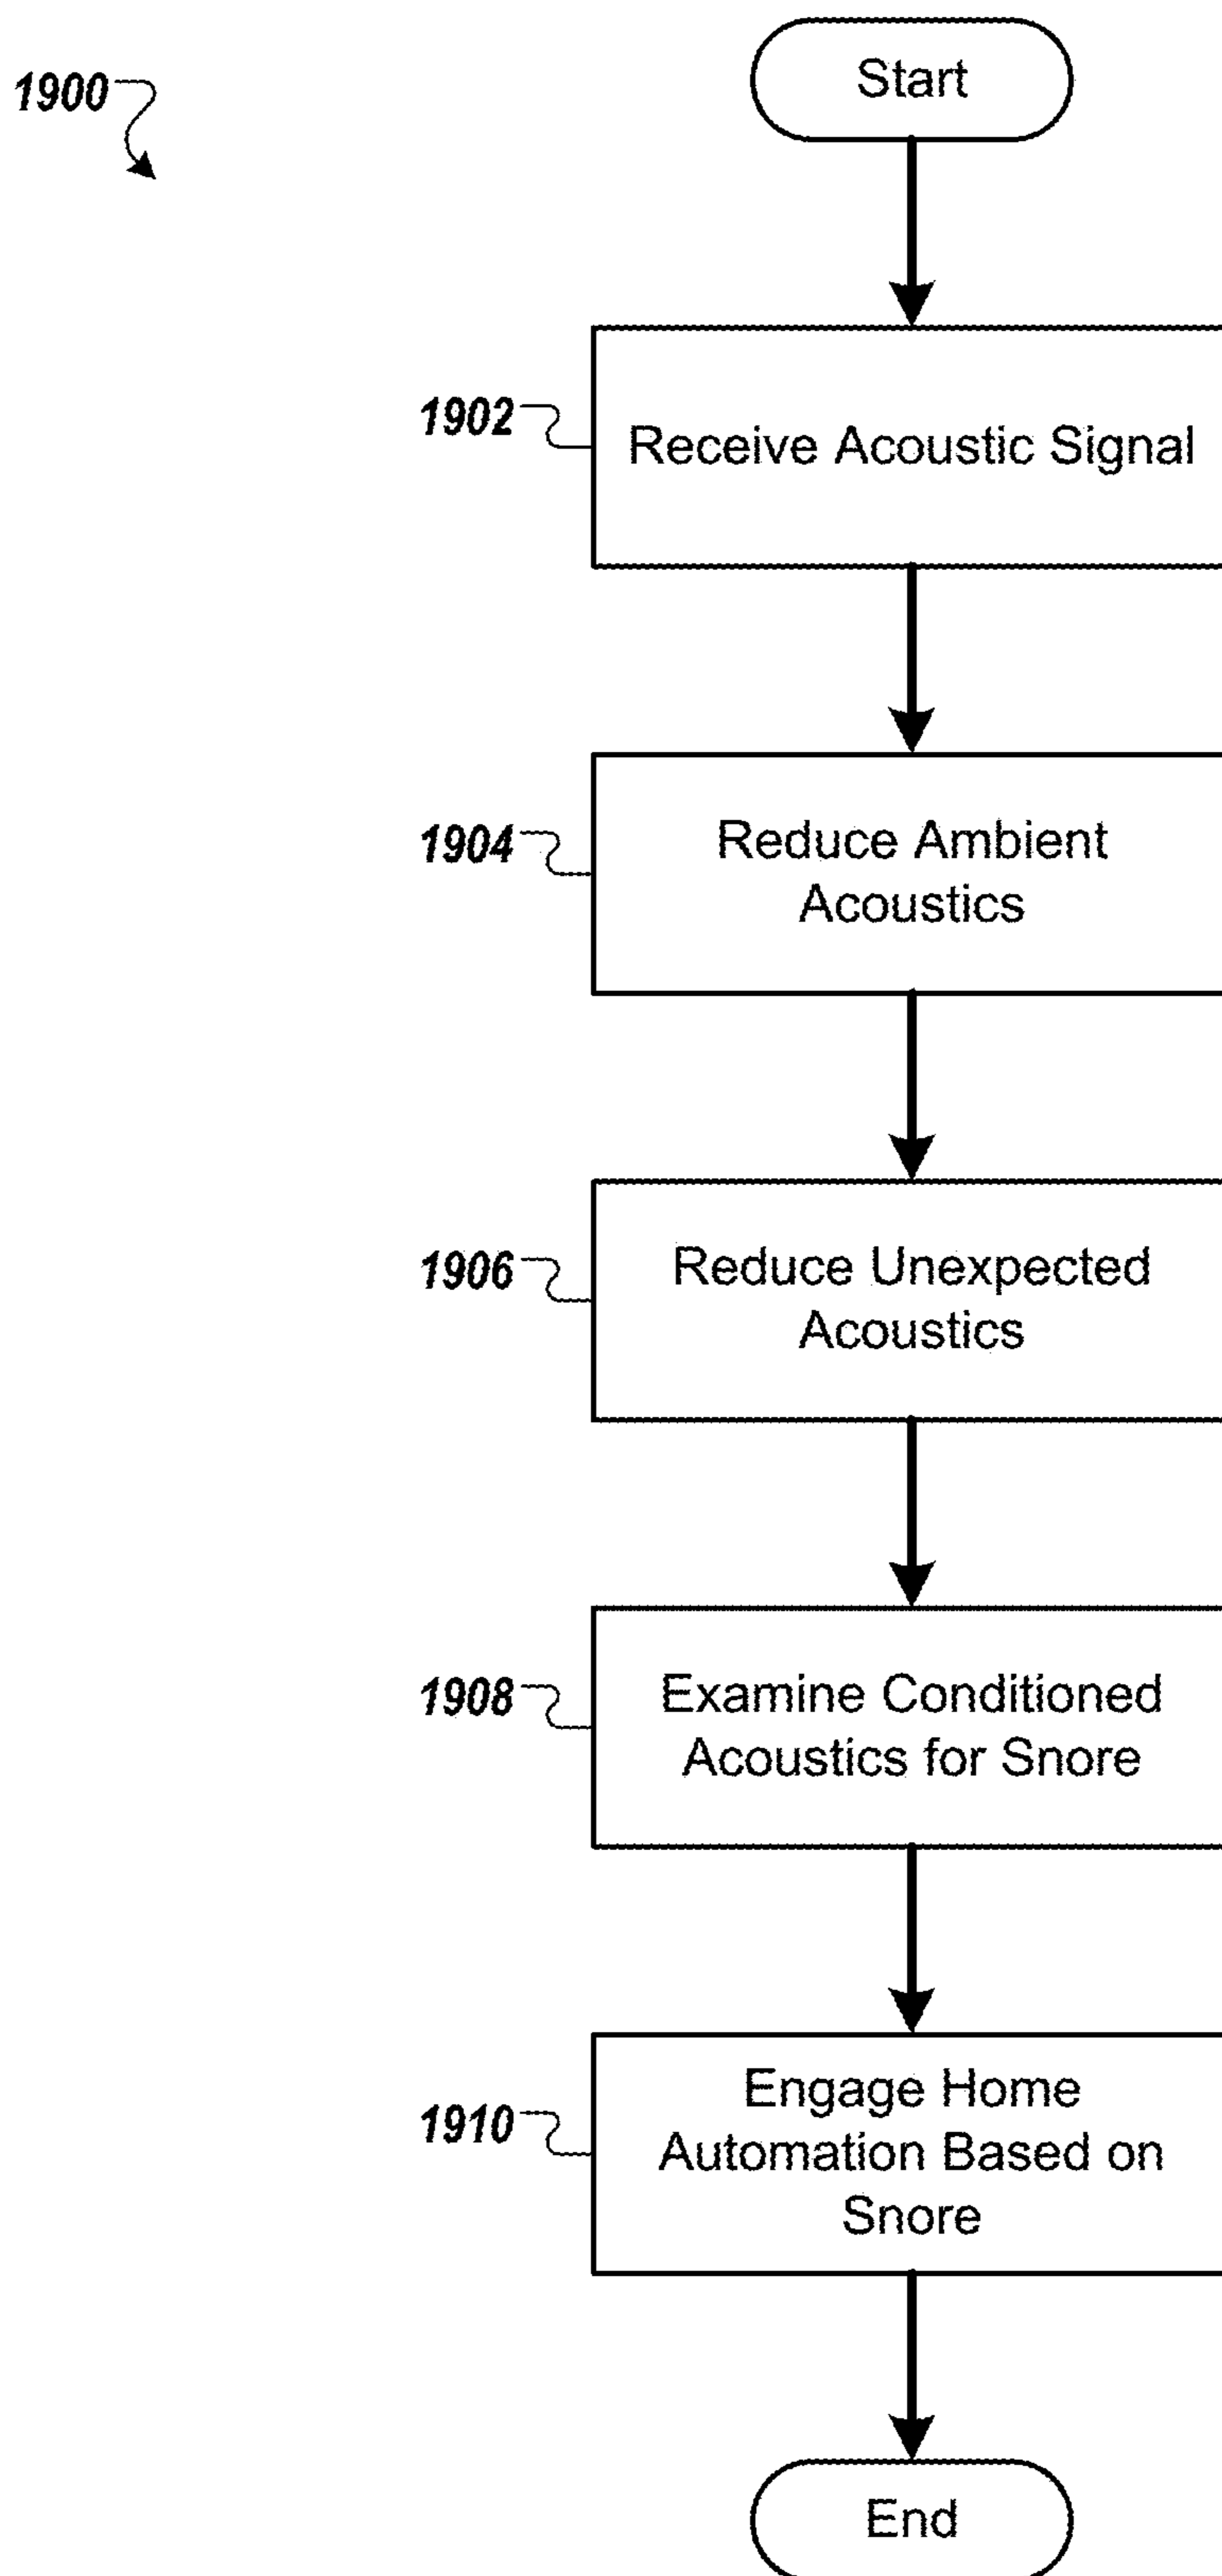 1900
Start
1902
Receive Acoustic Signal
1904
Reduce Ambient
Acoustics
1906
Reduce Unexpected
Acoustics
1908
Examine Conditioned
Acoustics for Snore
1910
Engage Home
Automation Based on
Snore
End